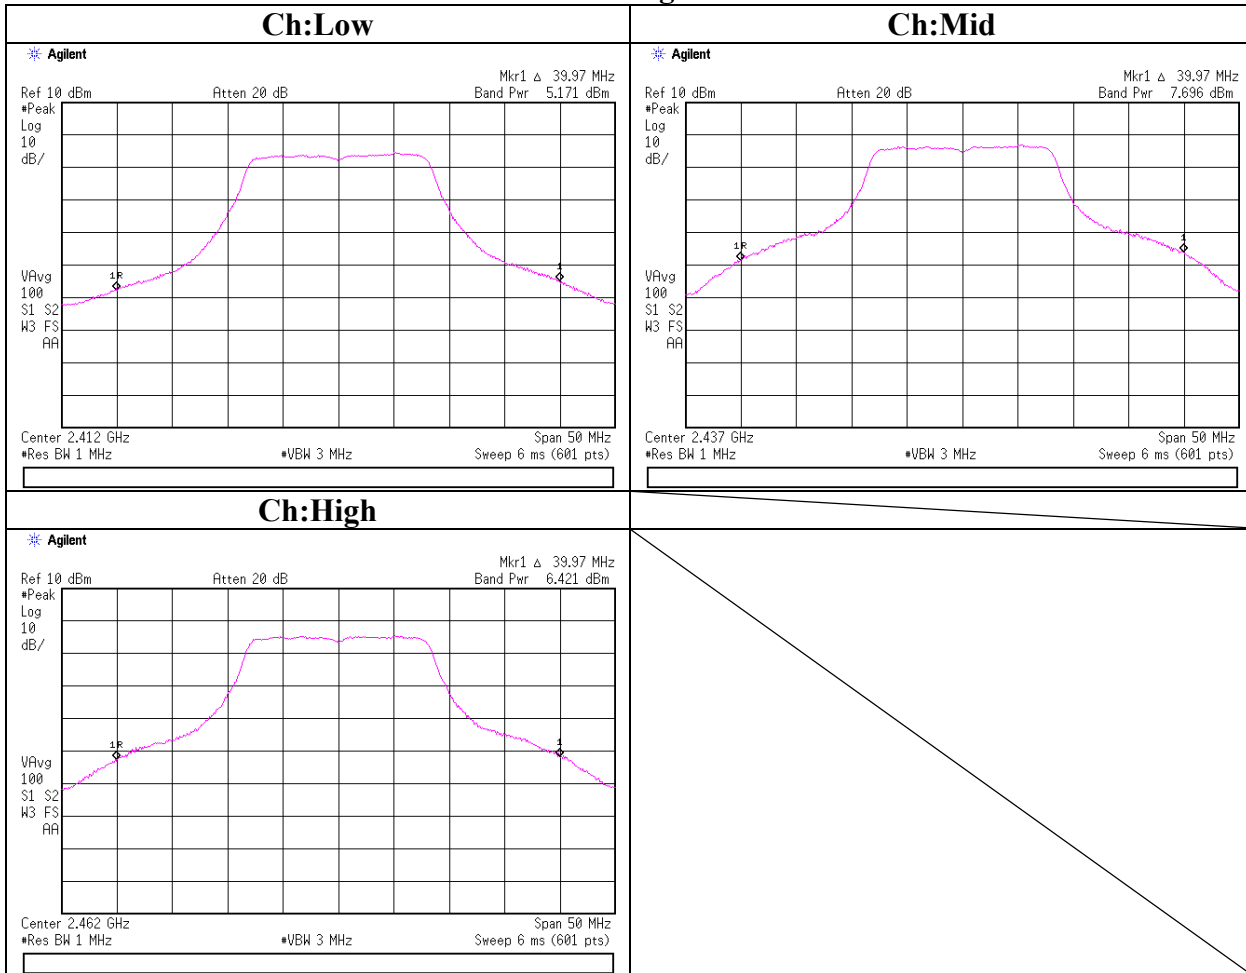 Ch:Low
Agilent
Mkr1 Δ 39.97 MHz
Ref 10 dBm Atten 20 dB Band Pwr 5.171 dBm
#Peak
Log
10
dB/
1R
1
VAvg
100
S1 S2
W3 FS
AA
Center 2.412 GHz Span 50 MHz
#Res BW 1 MHz #VBW 3 MHz Sweep 6 ms (601 pts)
Ch:Mid
Agilent
Mkr1 Δ 39.97 MHz
Ref 10 dBm Atten 20 dB Band Pwr 7.696 dBm
#Peak
Log
10
dB/
1R
1
VAvg
100
S1 S2
W3 FS
AA
Center 2.437 GHz Span 50 MHz
#Res BW 1 MHz #VBW 3 MHz Sweep 6 ms (601 pts)
Ch:High
Agilent
Mkr1 Δ 39.97 MHz
Ref 10 dBm Atten 20 dB Band Pwr 6.421 dBm
#Peak
Log
10
dB/
1R
1
VAvg
100
S1 S2
W3 FS
AA
Center 2.462 GHz Span 50 MHz
#Res BW 1 MHz #VBW 3 MHz Sweep 6 ms (601 pts)